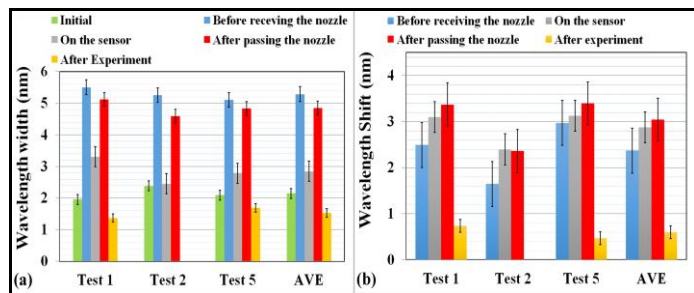 Initial
Before receving the nozzle
On the sensor
After passing the nozzle
After Experiment
Wavelength width (nm)
6
5
4
3
2
1
0
(a)
Test 1
Test 2
Test 5
AVE
Before receiving the nozzle
On the sensor
After passing the nozzle
After experiment
Wavelength Shift (nm)
4
3
2
1
0
(b)
Test 1
Test 2
Test 5
AVE